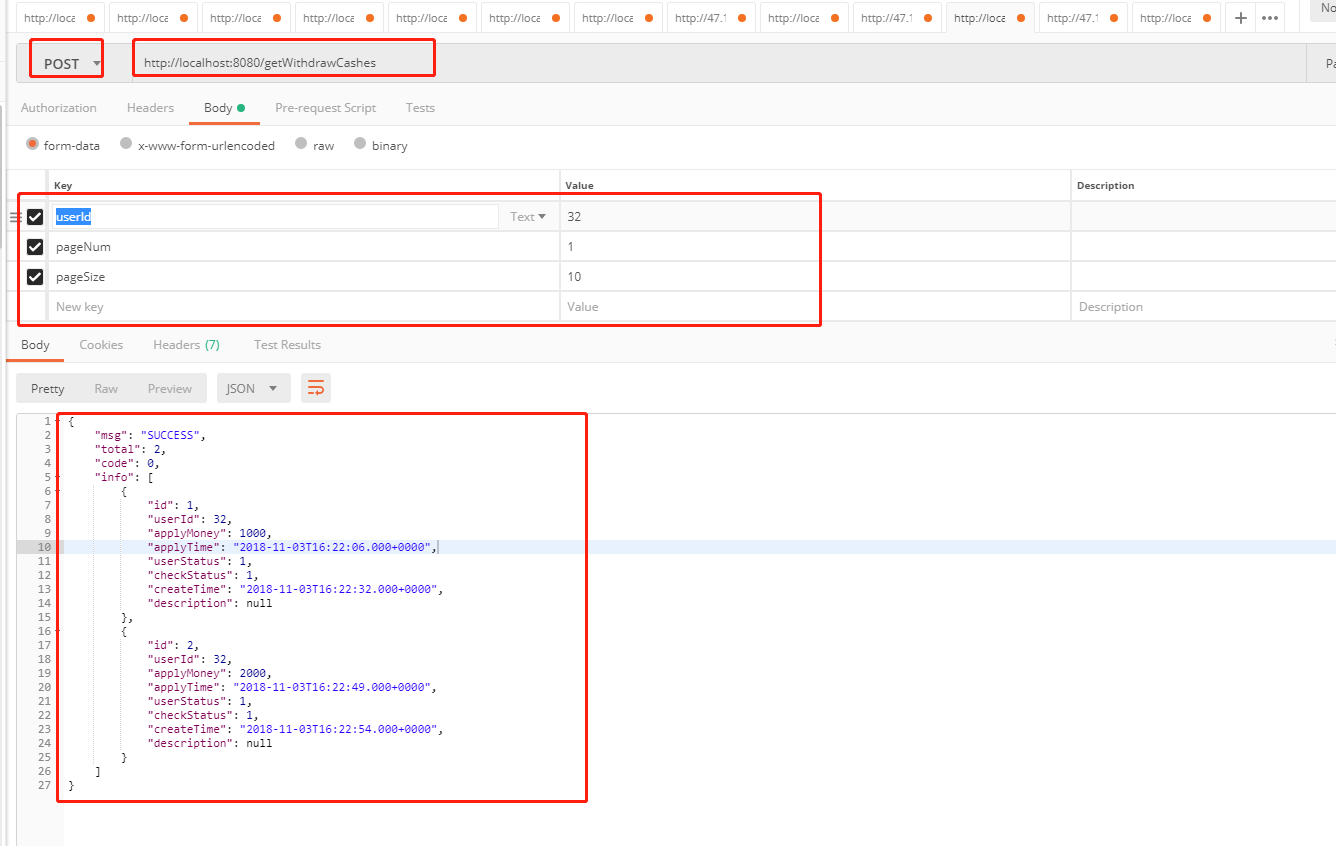 http://loca http://loca http://loca http://loca http://loca http://loca http://loca http://47.1 http://loca http://47.1 http://loca http://47.1 http://loca + ••• No
POST http://localhost:8080/getWithdrawCashes Pa
Authorization Headers Body Pre-request Script Tests
form-data x-www-form-urlencoded raw binary
Key Value Description
userId Text 32
pageNum 1
pageSize 10
New key Value Description
Body Cookies Headers (7) Test Results
Pretty Raw Preview JSON
1 {
2 "msg": "SUCCESS",
3 "total": 2,
4 "code": 0,
5 "info": [
6 {
7 "id": 1,
8 "userId": 32,
9 "applyMoney": 1000,
10 "applyTime": "2018-11-03T16:22:06.000+0000",
11 "userStatus": 1,
12 "checkStatus": 1,
13 "createTime": "2018-11-03T16:22:32.000+0000",
14 "description": null
15 },
16 {
17 "id": 2,
18 "userId": 32,
19 "applyMoney": 2000,
20 "applyTime": "2018-11-03T16:22:49.000+0000",
21 "userStatus": 1,
22 "checkStatus": 1,
23 "createTime": "2018-11-03T16:22:54.000+0000",
24 "description": null
25 }
26 ]
27 }